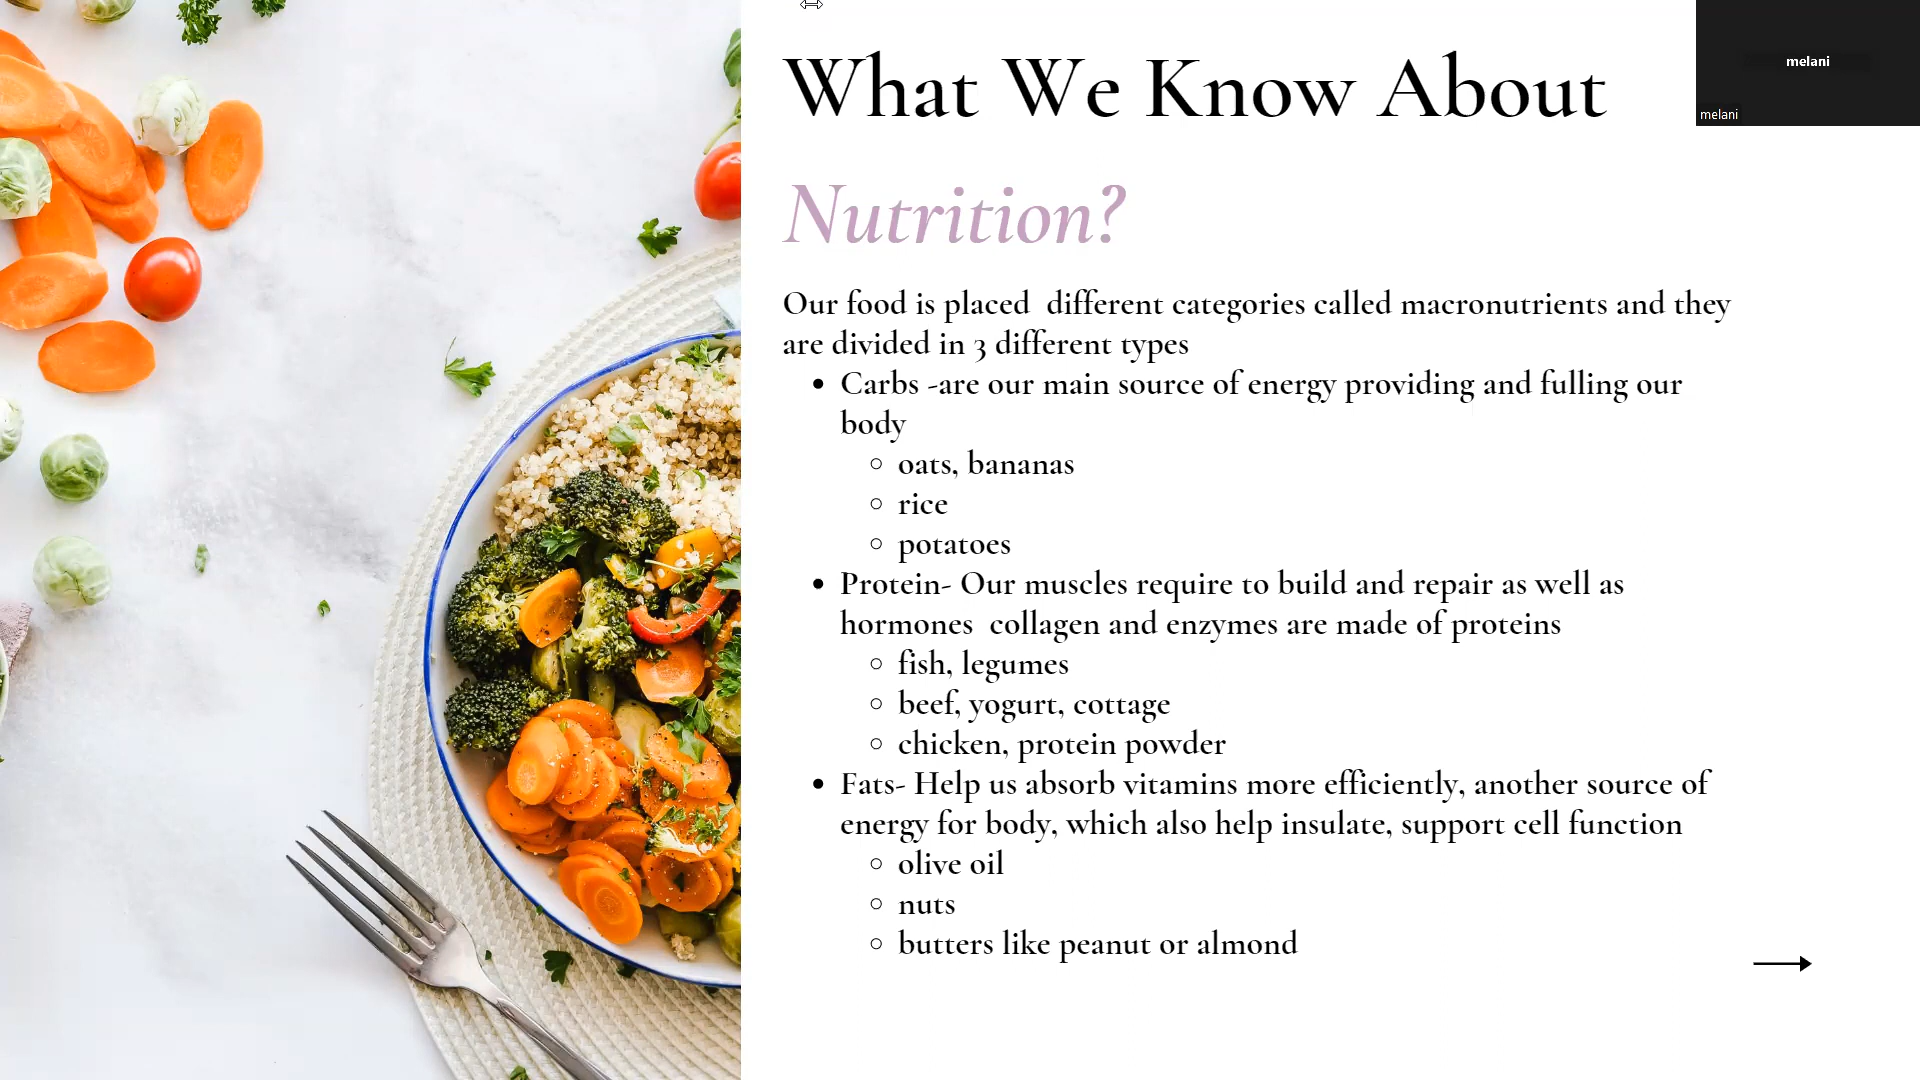 What We Know About
melani
melani
Nutrition?
Our food is placed  different categories called macronutrients and they
are divided in 3 different types
Carbs -are our main source of energy providing and fulling our
body
oats, bananas
rice
potatoes
Protein- Our muscles require to build and repair as well as
hormones  collagen and enzymes are made of proteins
fish, legumes
beef, yogurt, cottage
chicken, protein powder
Fats- Help us absorb vitamins more efficiently, another source of
energy for body, which also help insulate, support cell function
olive oil
nuts
butters like peanut or almond